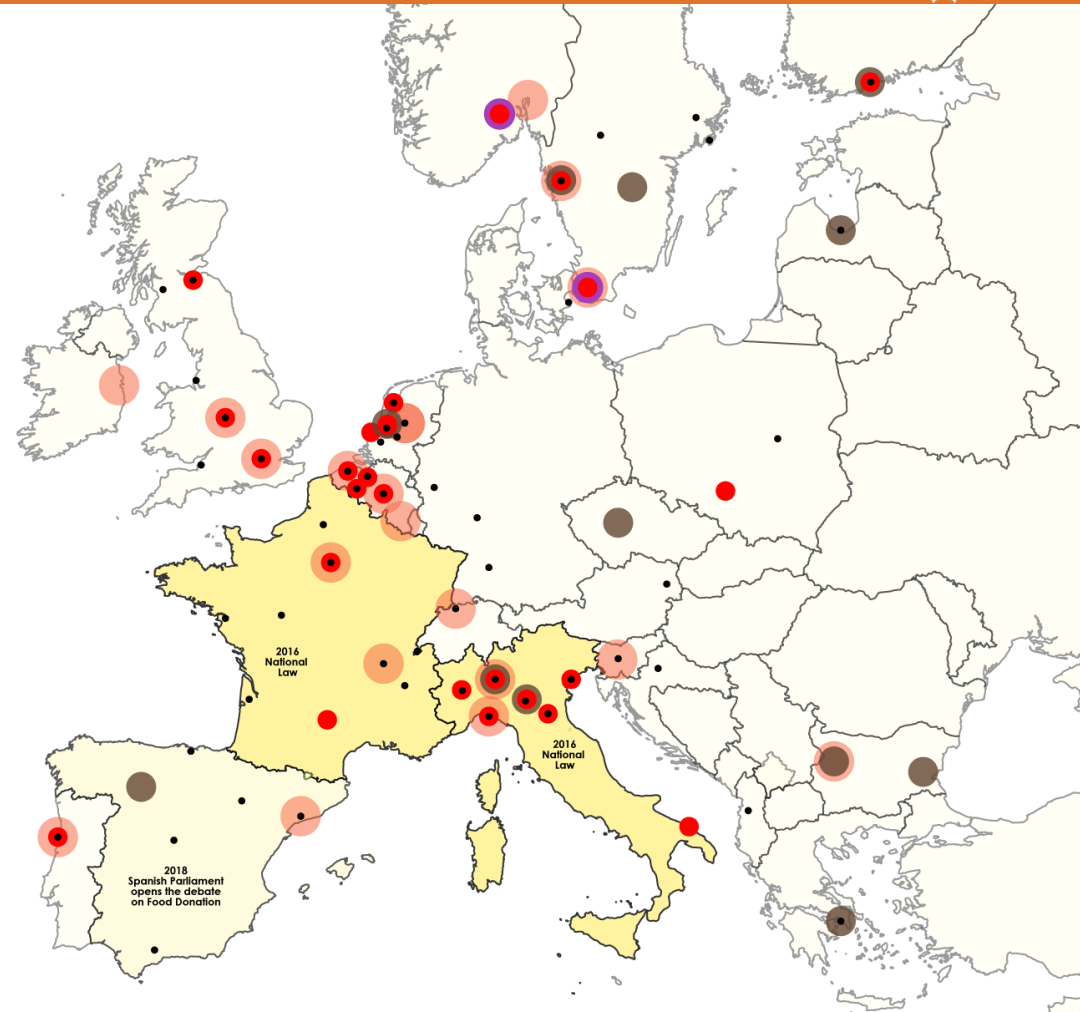 2016
National
Law
2016
National
Law
2018
Spanish Parliament
opens the debate
on Food Donation